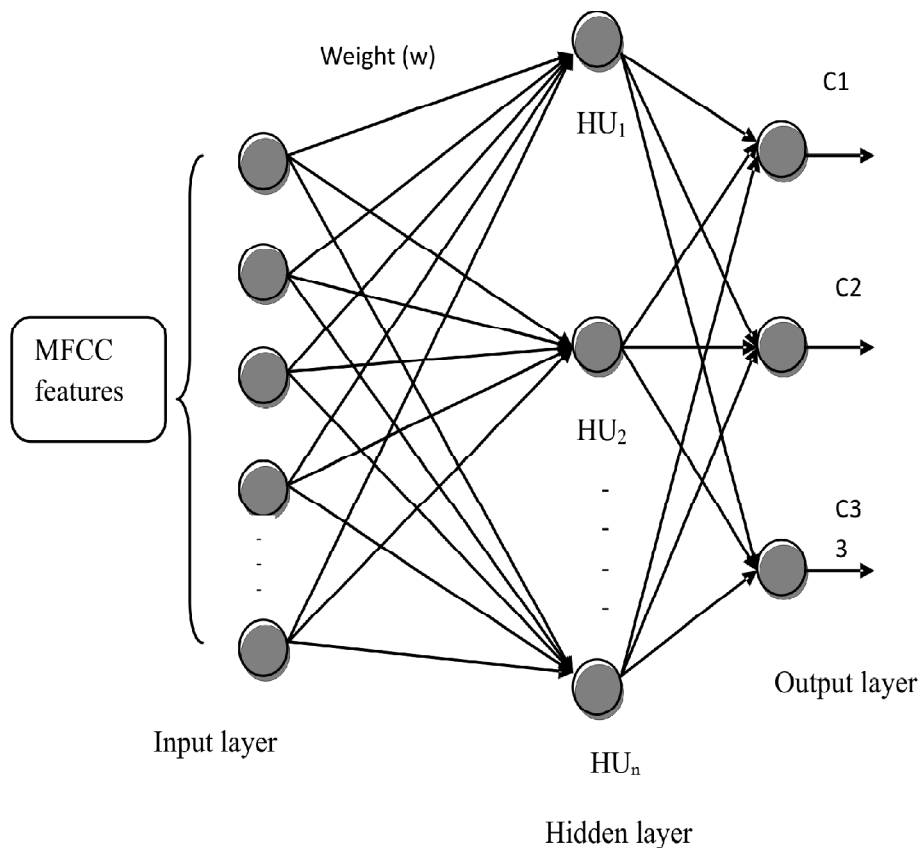 Weight (w)
C1
HU₁
C2
MFCC
features
HU₂
C3
3
Output layer
Input layer
HUₙ
Hidden layer